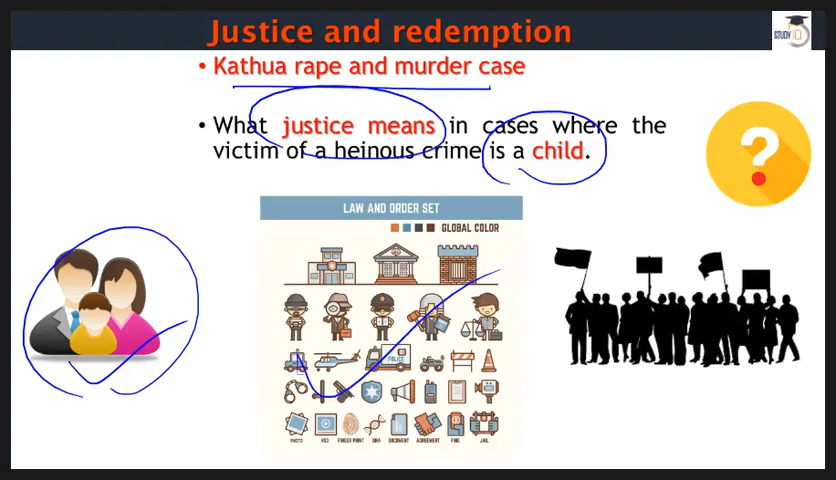 Justice and redemption
STUDY IQ
• Kathua rape and murder case
• What justice means in cases where the
victim of a heinous crime is a child.
?
LAW AND ORDER SET
GLOBAL COLOR
POLICE
PHOTO VIDEO FINGER PRINT DNA DOCUMENT AGREEMENT FINE JAIL